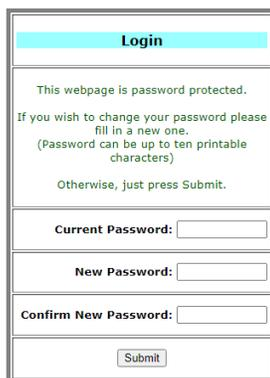 Login
This webpage is password protected.
If you wish to change your password please
fill in a new one.
(Password can be up to ten printable
characters)
Otherwise, just press Submit.
Current Password:
New Password:
Confirm New Password:
Submit